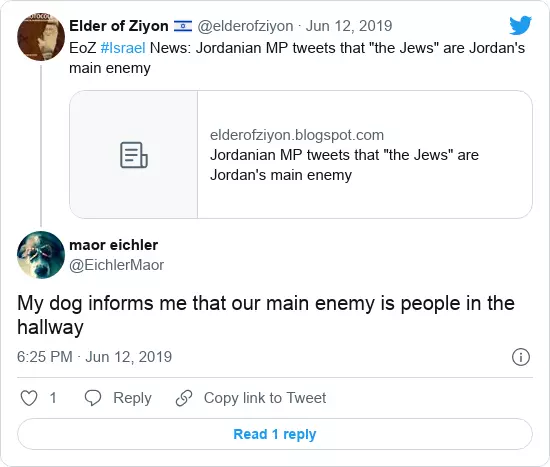 Elder of Ziyon 🇮🇱 @elderofziyon · Jun 12, 2019
EoZ #Israel News: Jordanian MP tweets that "the Jews" are Jordan's
main enemy
elderofziyon.blogspot.com
Jordanian MP tweets that "the Jews" are
Jordan's main enemy
maor eichler
@EichlerMaor
My dog informs me that our main enemy is people in the
hallway
6:25 PM · Jun 12, 2019
1 Reply Copy link to Tweet
Read 1 reply